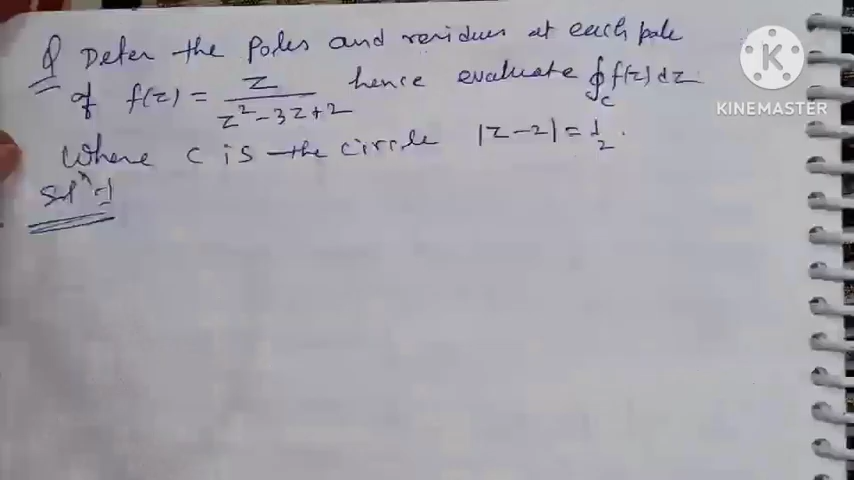 Q Deter the Poles and residues at each pole
of f(z) = z / z² - 3z + 2 hence evaluate ∮c f(z) dz
Where C is the circle |z - 2| = 1/2.
Solⁿ
K
KINEMASTER